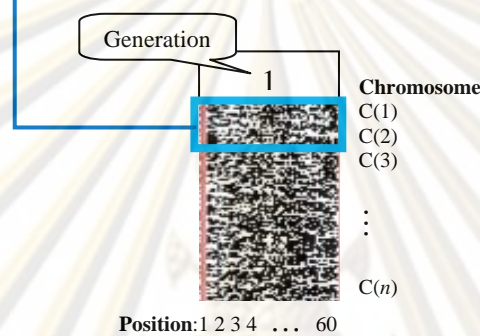 Generation
1
Chromosome
C(1)
C(2)
C(3)
⋮
C(n)
Position:1 2 3 4 ... 60